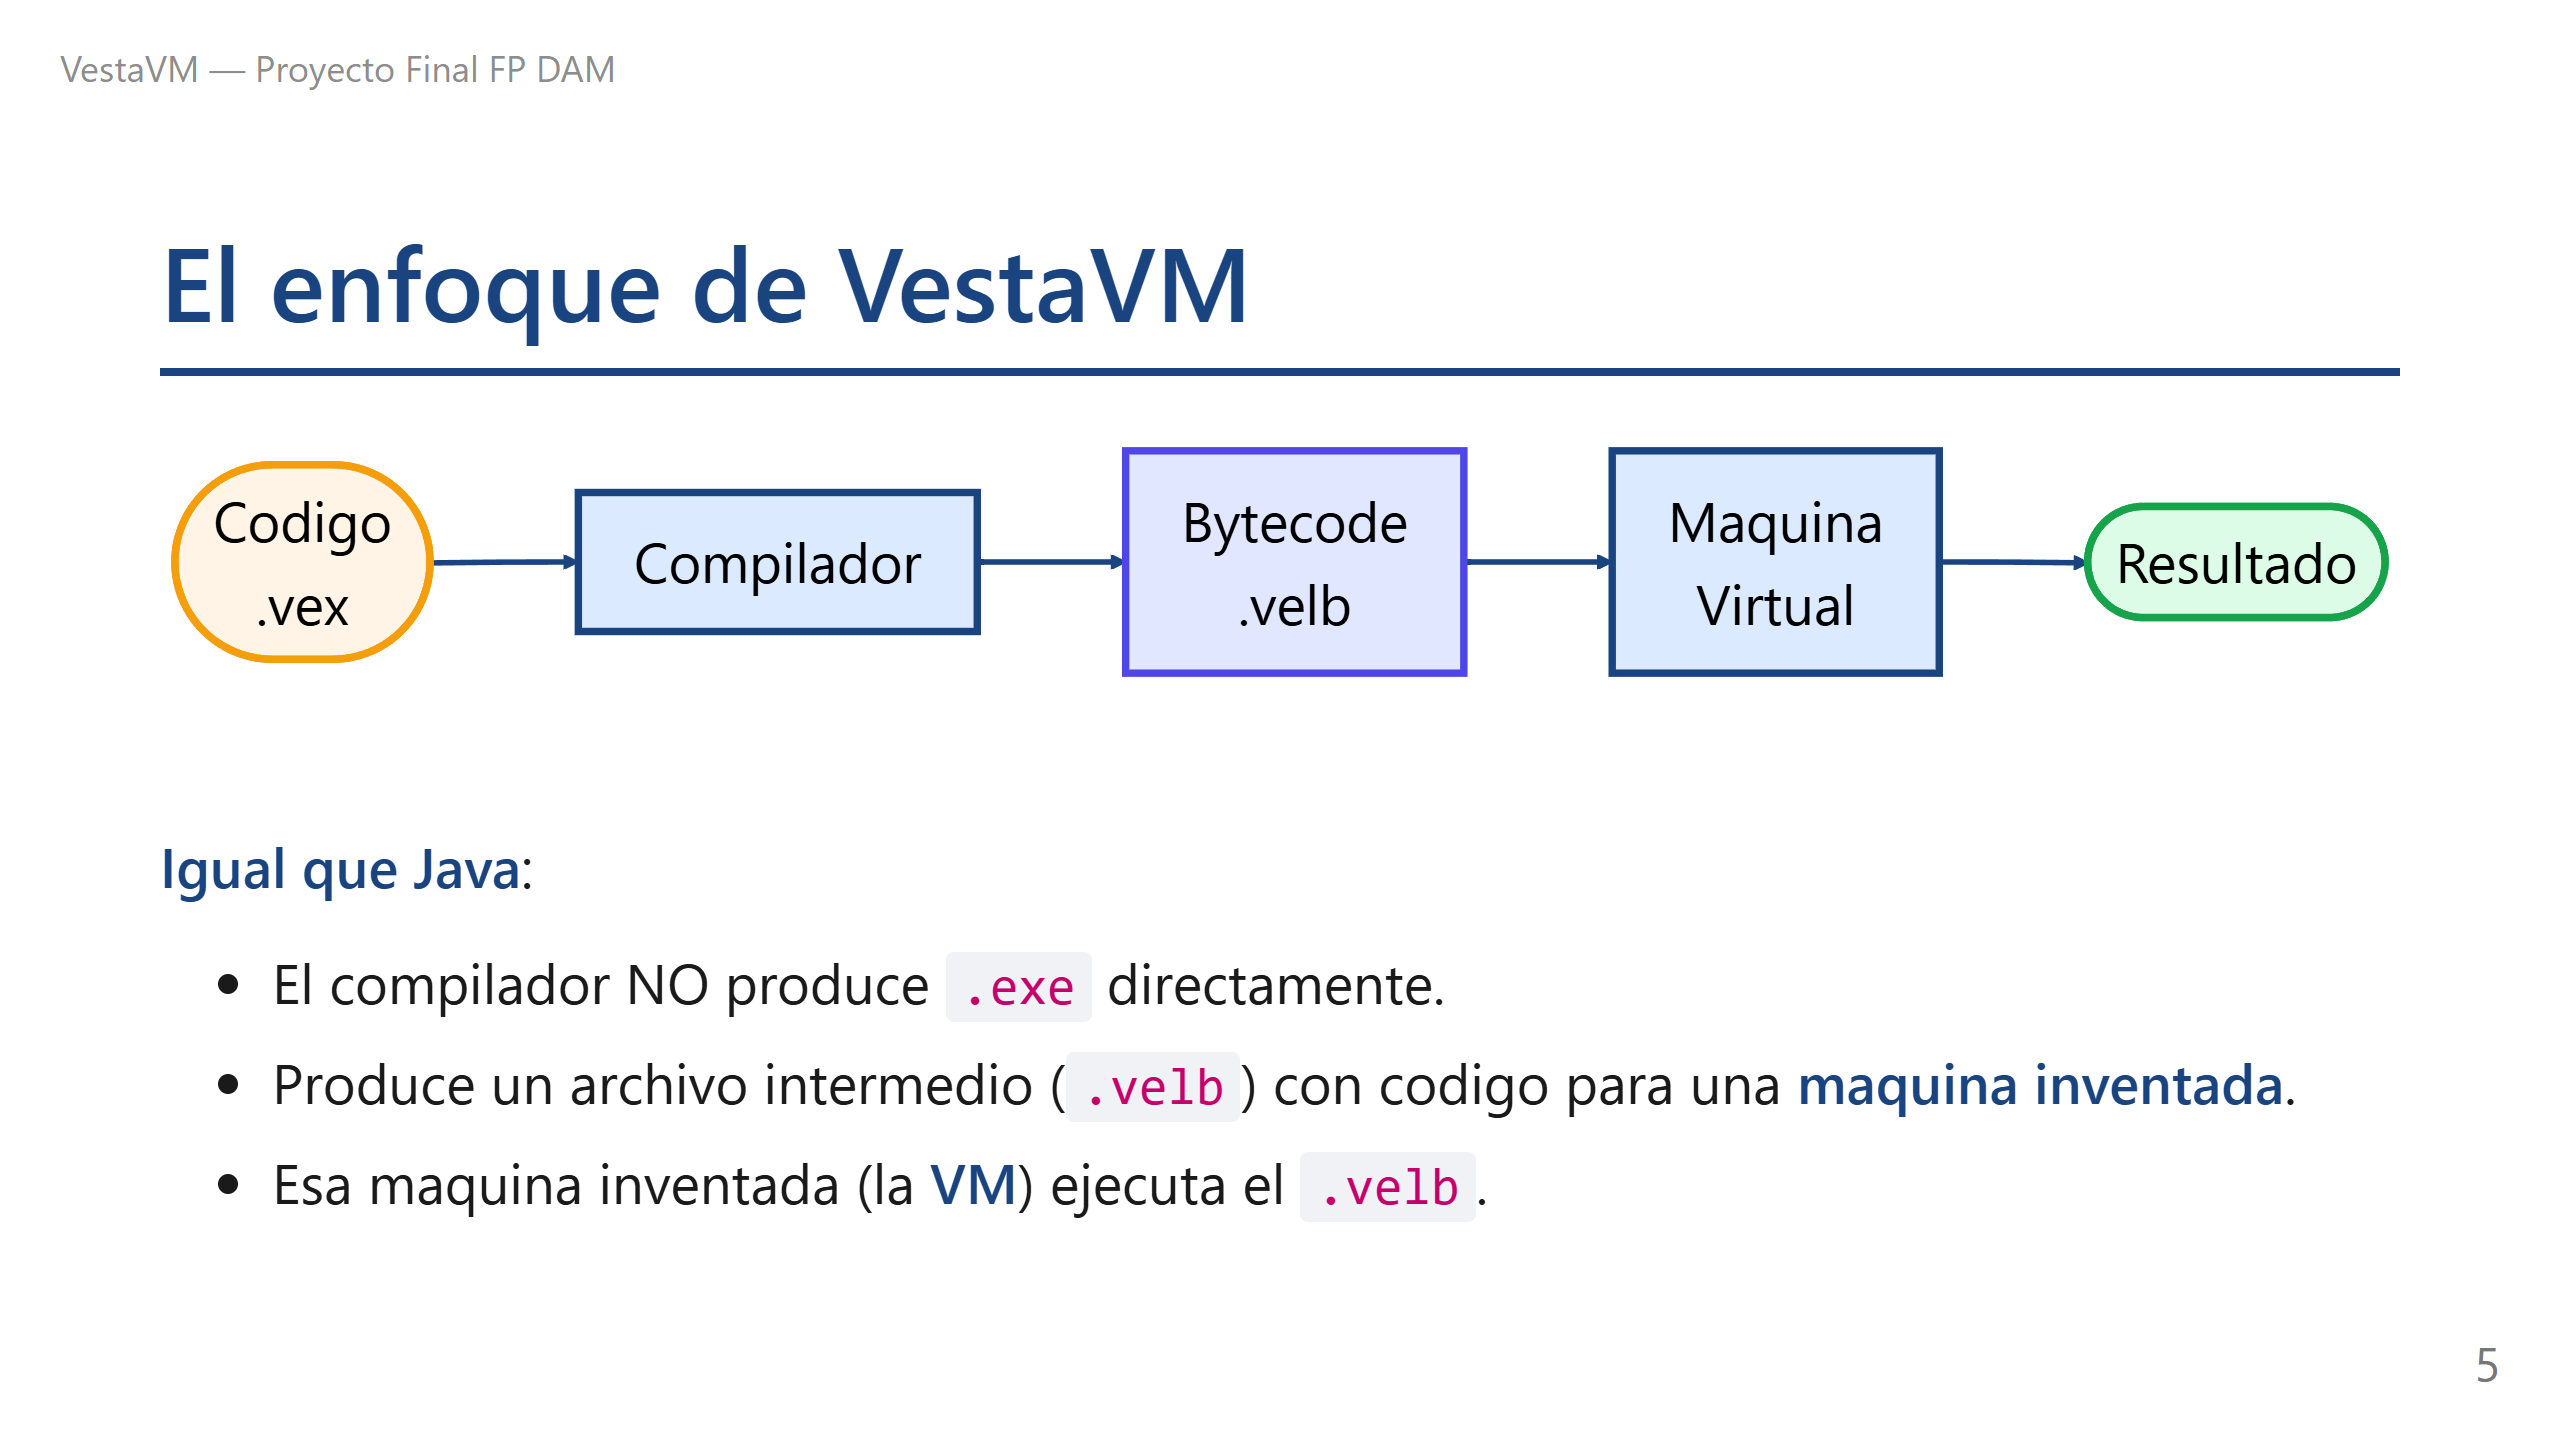 VestaVM — Proyecto Final FP DAM
El enfoque de VestaVM
Codigo
.vex
Compilador
Bytecode
.velb
Maquina
Virtual
Resultado
Igual que Java:
• El compilador NO produce .exe directamente.
• Produce un archivo intermedio (.velb) con codigo para una maquina inventada.
• Esa maquina inventada (la VM) ejecuta el .velb.
5